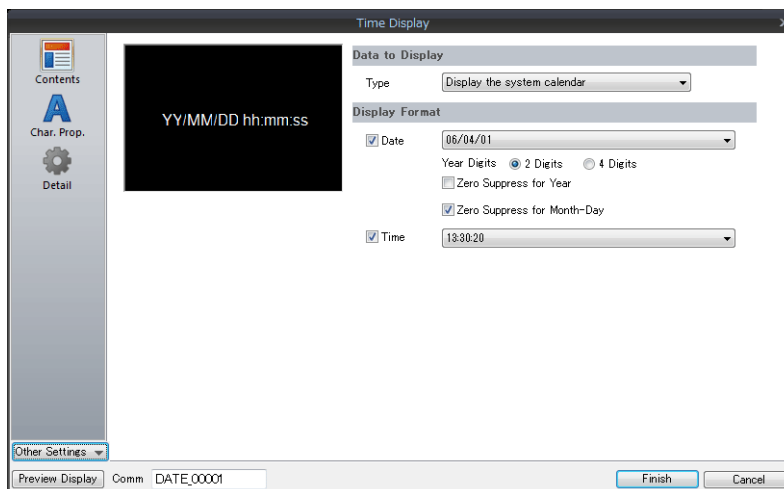 Time Display
Contents
Char. Prop.
Detail
YY/MM/DD hh:mm:ss
Data to Display
Type Display the system calendar
Display Format
Date 06/04/01
Year Digits 2 Digits 4 Digits
Zero Suppress for Year
Zero Suppress for Month-Day
Time 13:30:20
Other Settings
Preview Display Comm DATE_00001 Finish Cancel